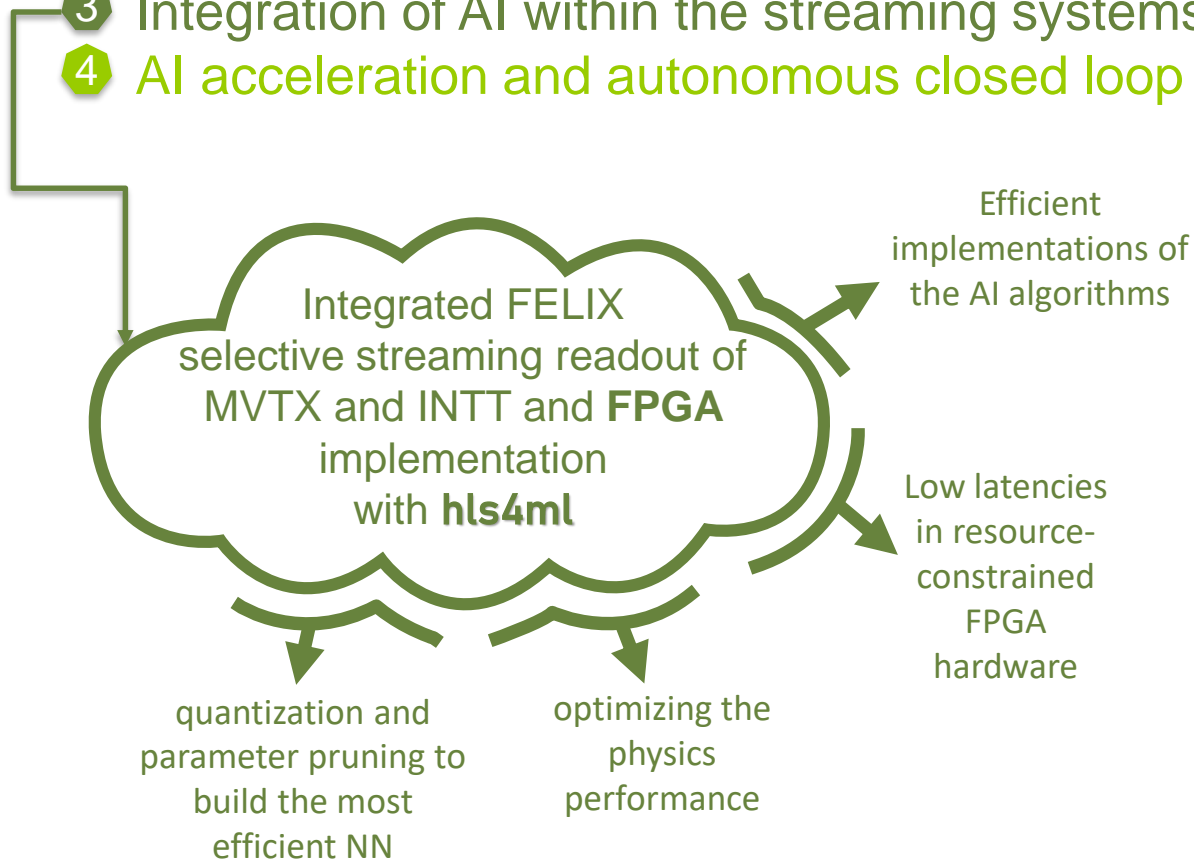 3 Integration of AI within the streaming systems
4 AI acceleration and autonomous closed loop
Efficient
implementations of
the AI algorithms
Integrated FELIX
selective streaming readout of
MVTX and INTT and FPGA
implementation
with hls4ml
Low latencies
in resource-
constrained
FPGA
hardware
quantization and
parameter pruning to
build the most
efficient NN
optimizing the
physics
performance